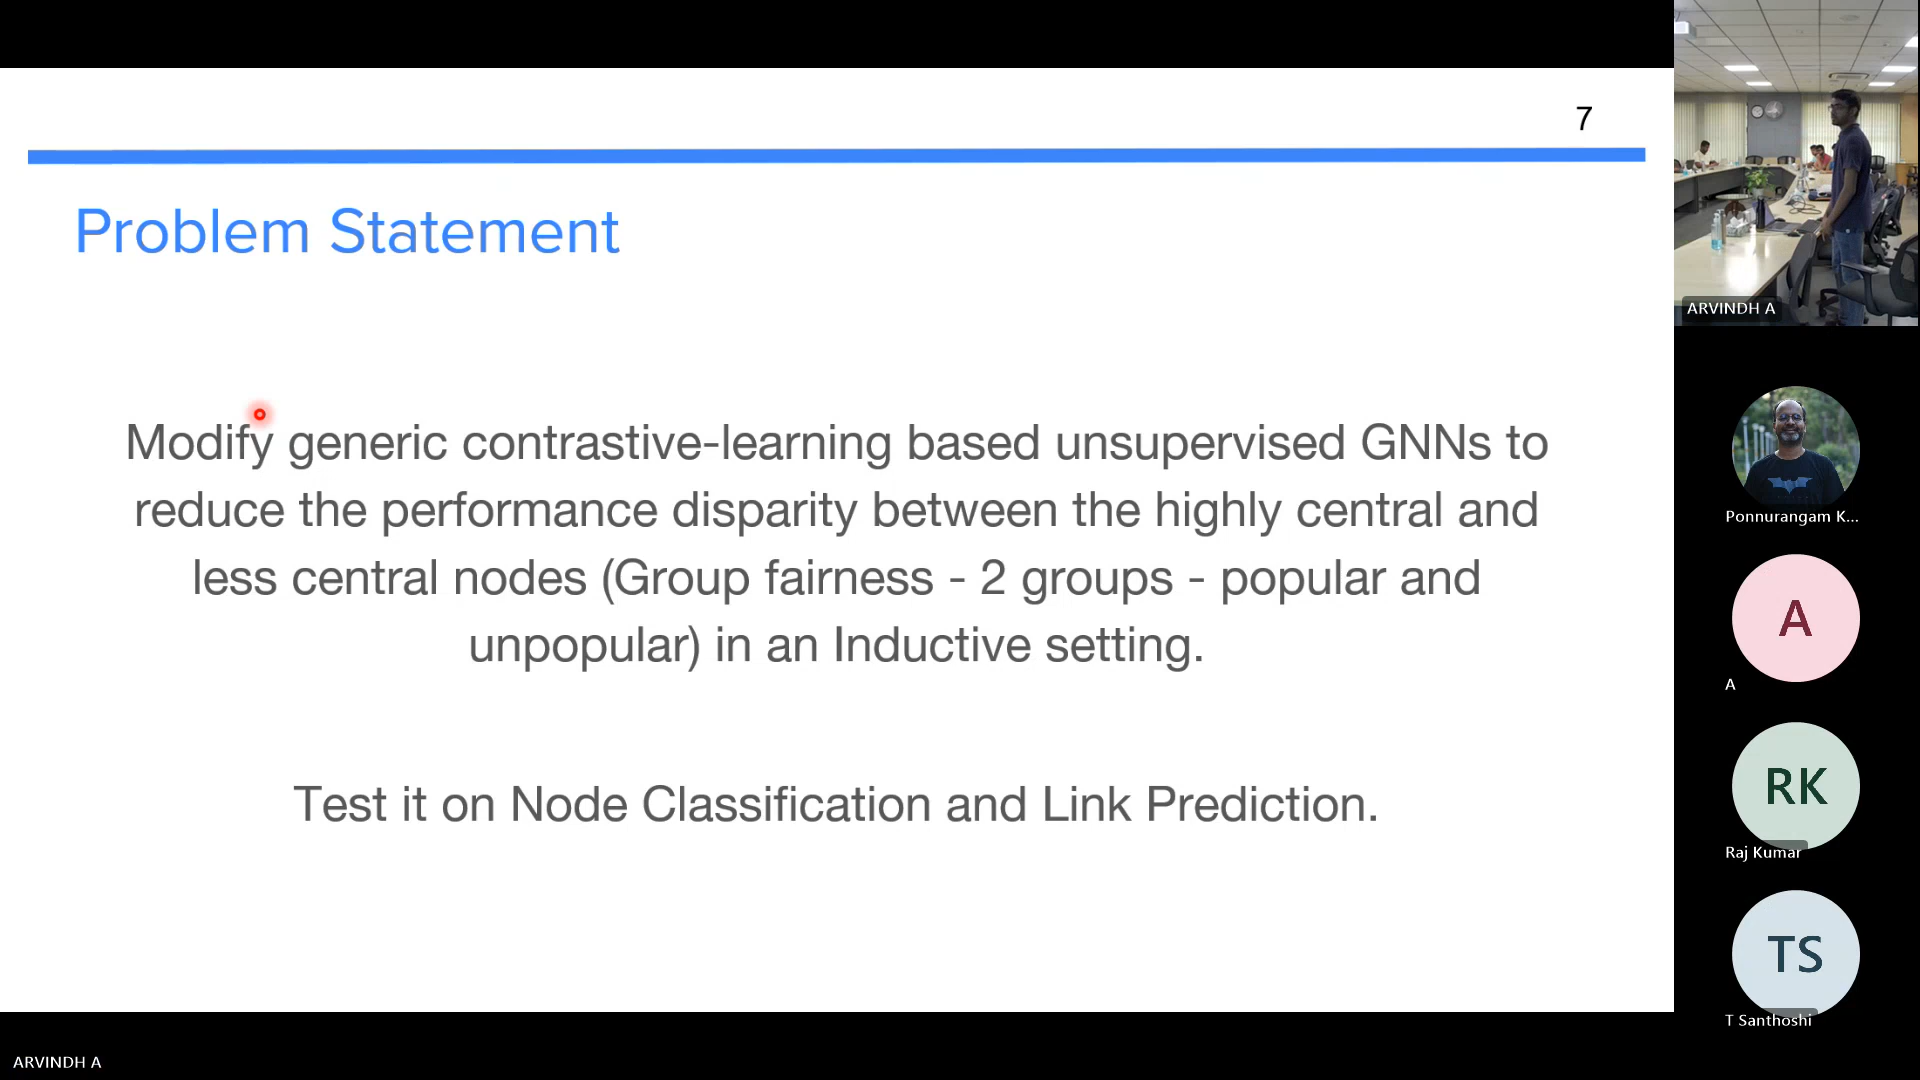 7
Problem Statement
Modify generic contrastive-learning based unsupervised GNNs to
reduce the performance disparity between the highly central and
less central nodes (Group fairness - 2 groups - popular and
unpopular) in an Inductive setting.
Test it on Node Classification and Link Prediction.
ARVINDH A
Ponnurangam K...
A
A
RK
Raj Kumar
TS
T Santhoshi
ARVINDH A